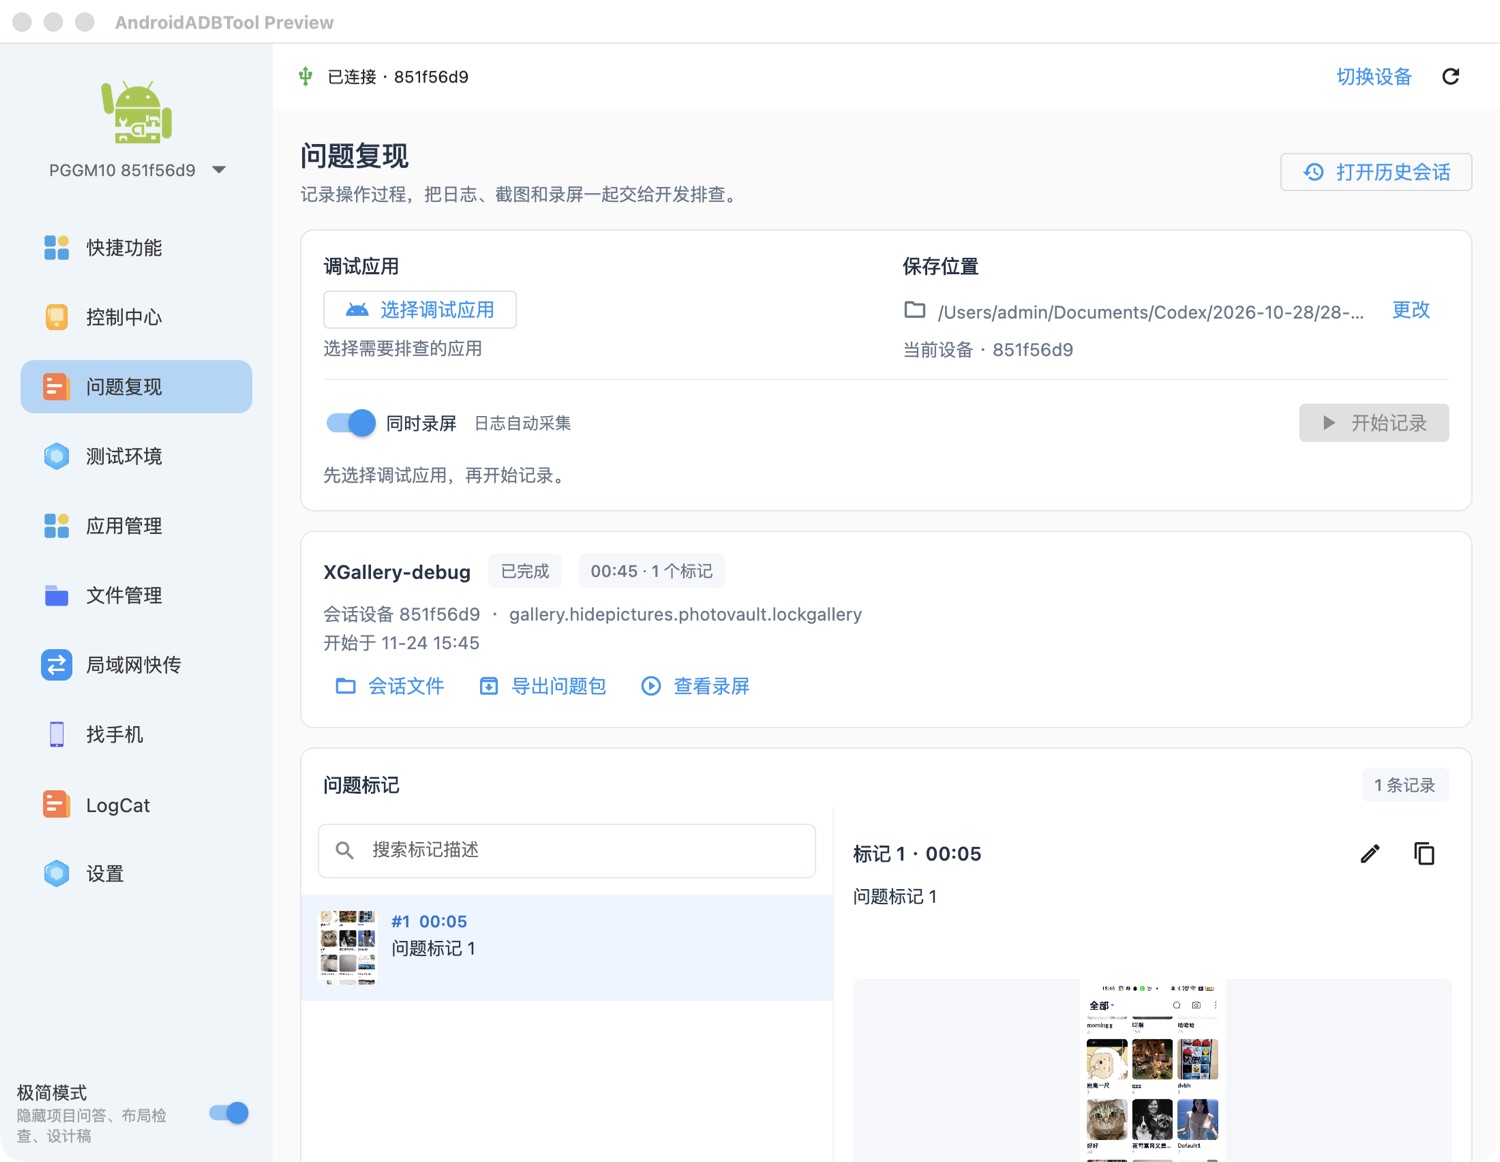 AndroidADBTool Preview
PGGM10 851f56d9
快捷功能
控制中心
问题复现
测试环境
应用管理
文件管理
局域网快传
找手机
LogCat
设置
极简模式
隐藏项目问答、布局检
查、设计稿
已连接 · 851f56d9
切换设备
问题复现
记录操作过程，把日志、截图和录屏一起交给开发排查。
打开历史会话
调试应用
选择调试应用
选择需要排查的应用
保存位置
/Users/admin/Documents/Codex/2026-10-28/28-...
更改
当前设备 · 851f56d9
同时录屏 日志自动采集
开始记录
先选择调试应用，再开始记录。
XGallery-debug 已完成 00:45 · 1 个标记
会话设备 851f56d9 · gallery.hidepictures.photovault.lockgallery
开始于 11-24 15:45
会话文件 导出问题包 查看录屏
问题标记
1 条记录
搜索标记描述
#1 00:05
问题标记 1
标记 1 · 00:05
问题标记 1
15:45
全部
morning g
哎啊
哈哈哈
dvbh
好好
Default1